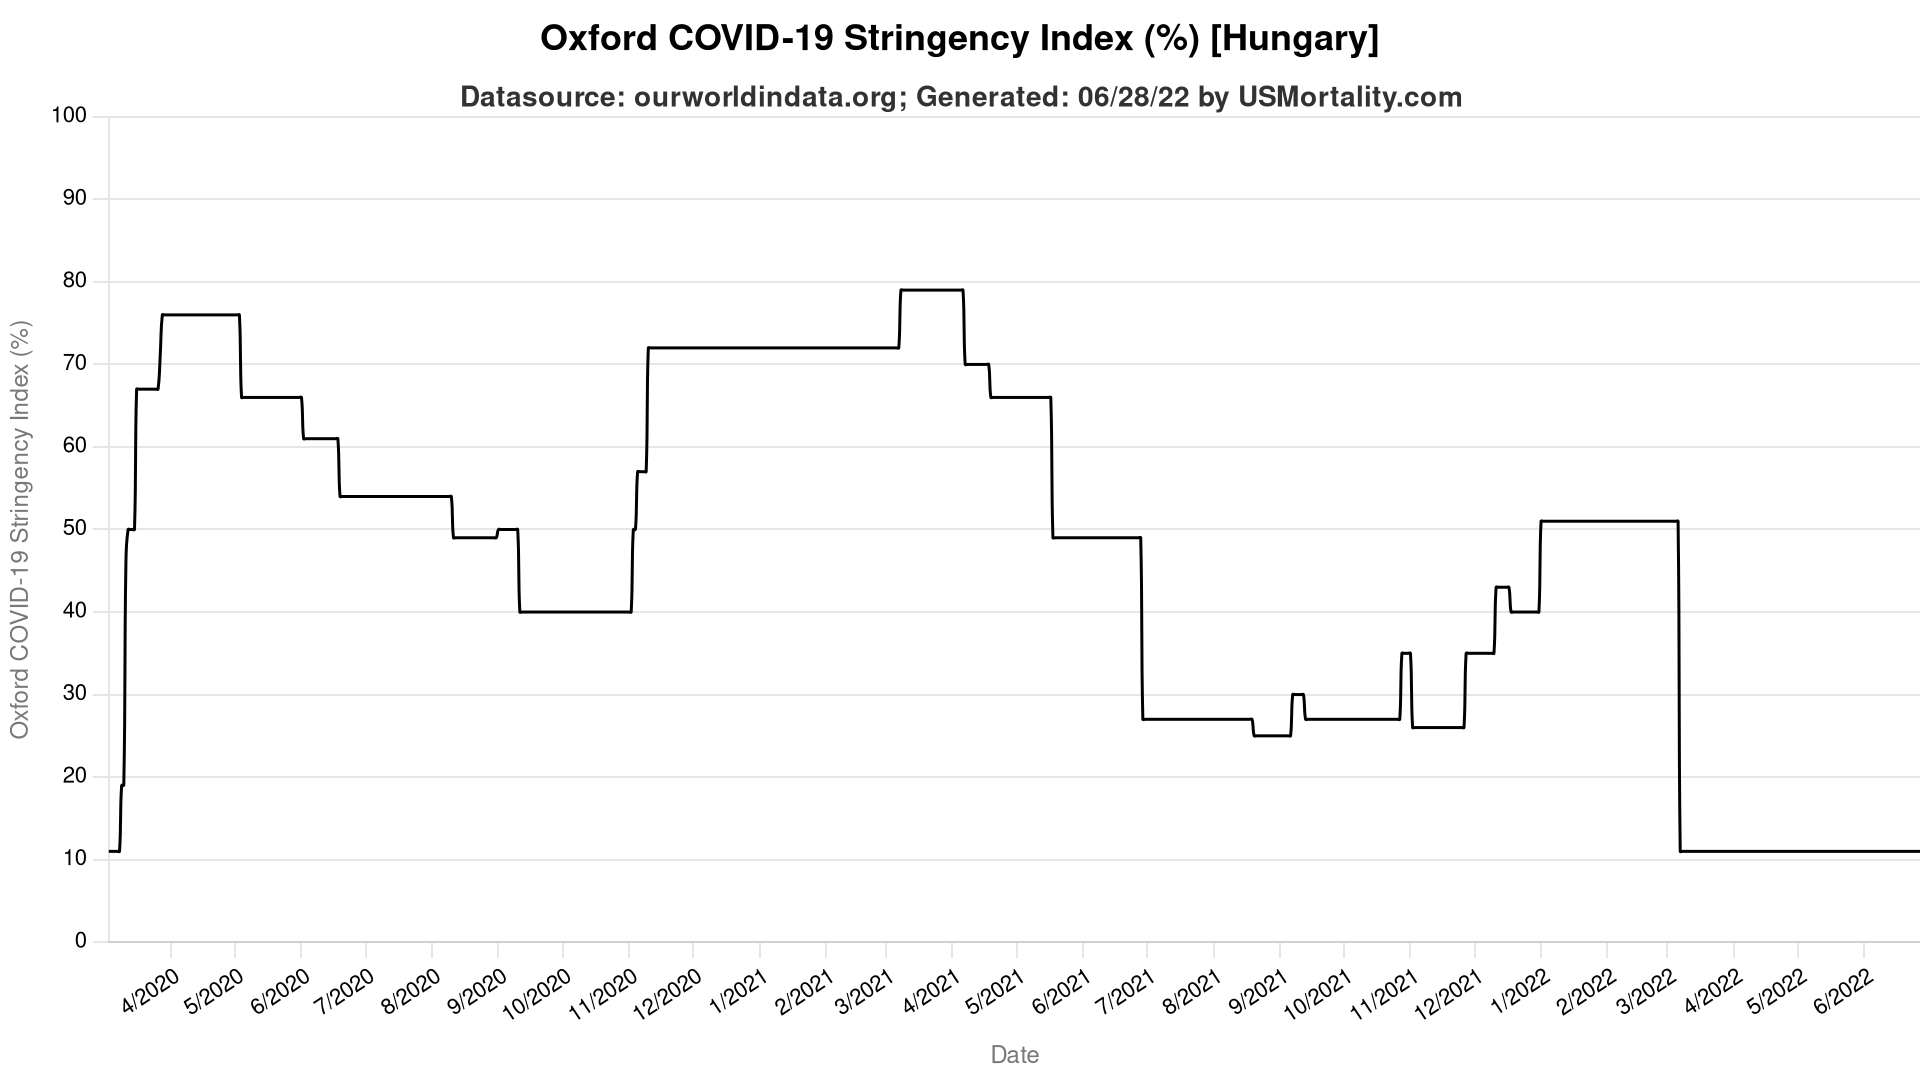 Oxford COVID-19 Stringency Index (%) [Hungary]
Datasource: ourworldindata.org; Generated: 06/28/22 by USMortality.com
Oxford COVID-19 Stringency Index (%)
100
90
80
70
60
50
40
30
20
10
0
4/2020 5/2020 6/2020 7/2020 8/2020 9/2020 10/2020 11/2020 12/2020 1/2021 2/2021 3/2021 4/2021 5/2021 6/2021 7/2021 8/2021 9/2021 10/2021 11/2021 12/2021 1/2022 2/2022 3/2022 4/2022 5/2022 6/2022
Date